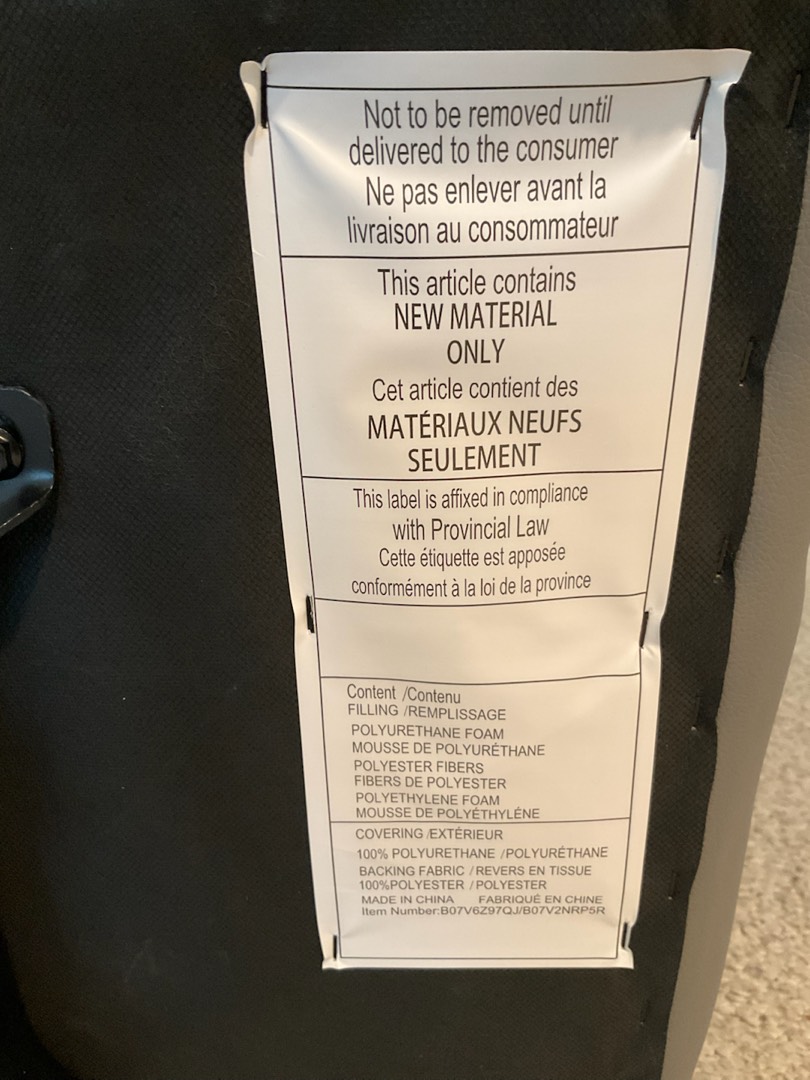 Not to be removed until
delivered to the consumer
Ne pas enlever avant la
livraison au consommateur
This article contains
NEW MATERIAL
ONLY
Cet article contient des
MATÉRIAUX NEUFS
SEULEMENT
This label is affixed in compliance
with Provincial Law
Cette étiquette est apposée
conformément à la loi de la province
Content /Contenu
FILLING /REMPLISSAGE
POLYURETHANE FOAM
MOUSSE DE POLYURÉTHANE
POLYESTER FIBERS
FIBERS DE POLYESTER
POLYETHYLENE FOAM
MOUSSE DE POLYÉTHYLÉNE
COVERING /EXTÉRIEUR
100% POLYURETHANE /POLYURÉTHANE
BACKING FABRIC /REVERS EN TISSUE
100%POLYESTER /POLYESTER
MADE IN CHINA FABRIQUÉ EN CHINE
Item Number:B07V6Z97QJ/B07V2NRP5R